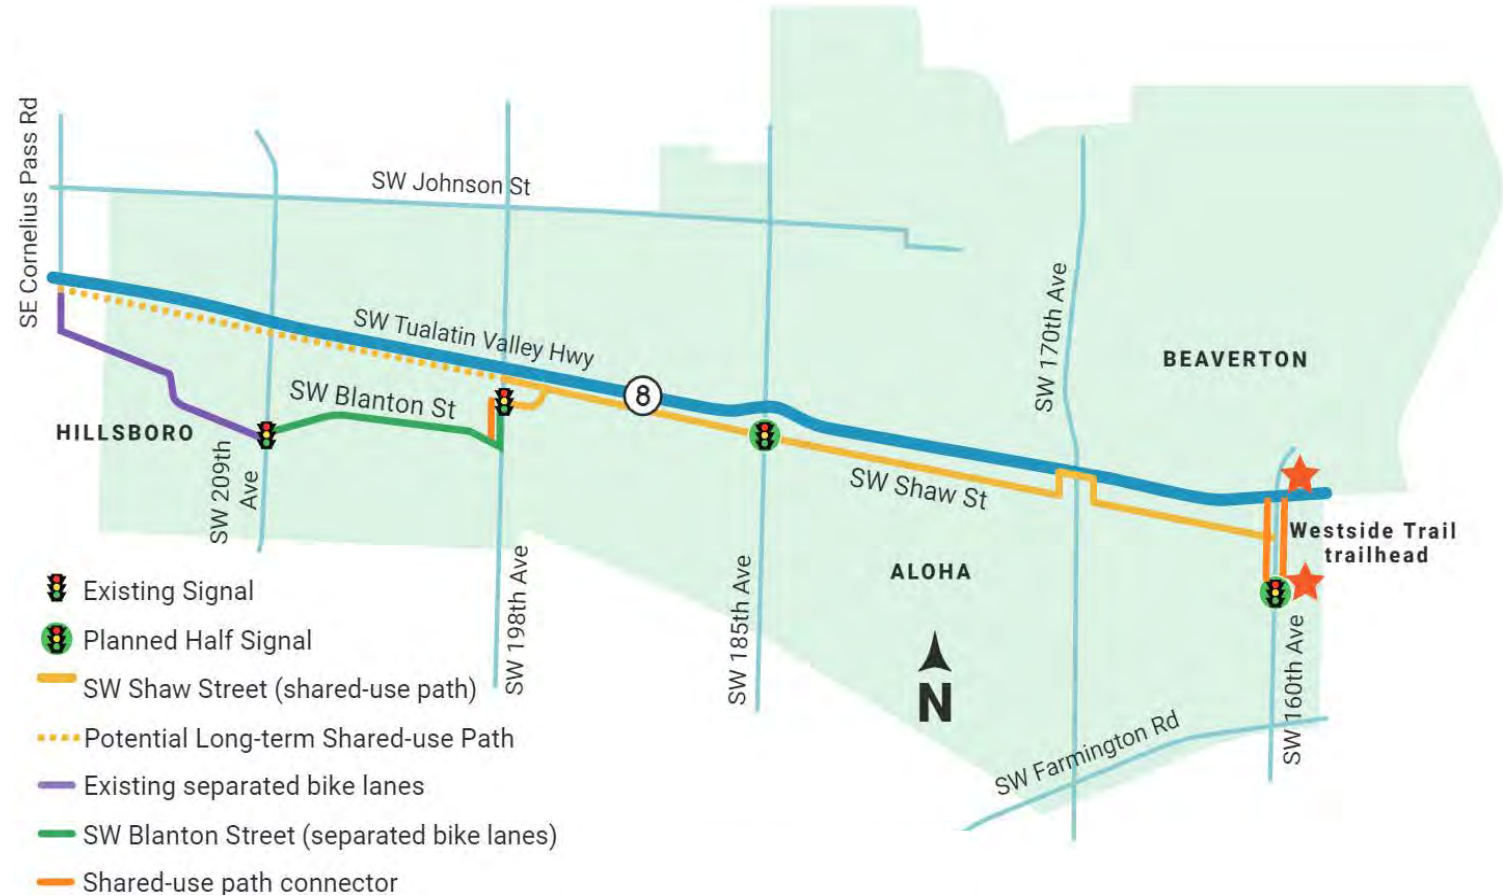 SE Cornelius Pass Rd
SW Johnson St
SW Tualatin Valley Hwy
SW 170th Ave
BEAVERTON
8
SW Blanton St
HILLSBORO
SW 209th
Ave
SW Shaw St
Westside Trail
trailhead
ALOHA
SW 198th Ave
SW 185th Ave
N
SW 160th Ave
SW Farmington Rd
Existing Signal
Planned Half Signal
SW Shaw Street (shared-use path)
Potential Long-term Shared-use Path
Existing separated bike lanes
SW Blanton Street (separated bike lanes)
Shared-use path connector